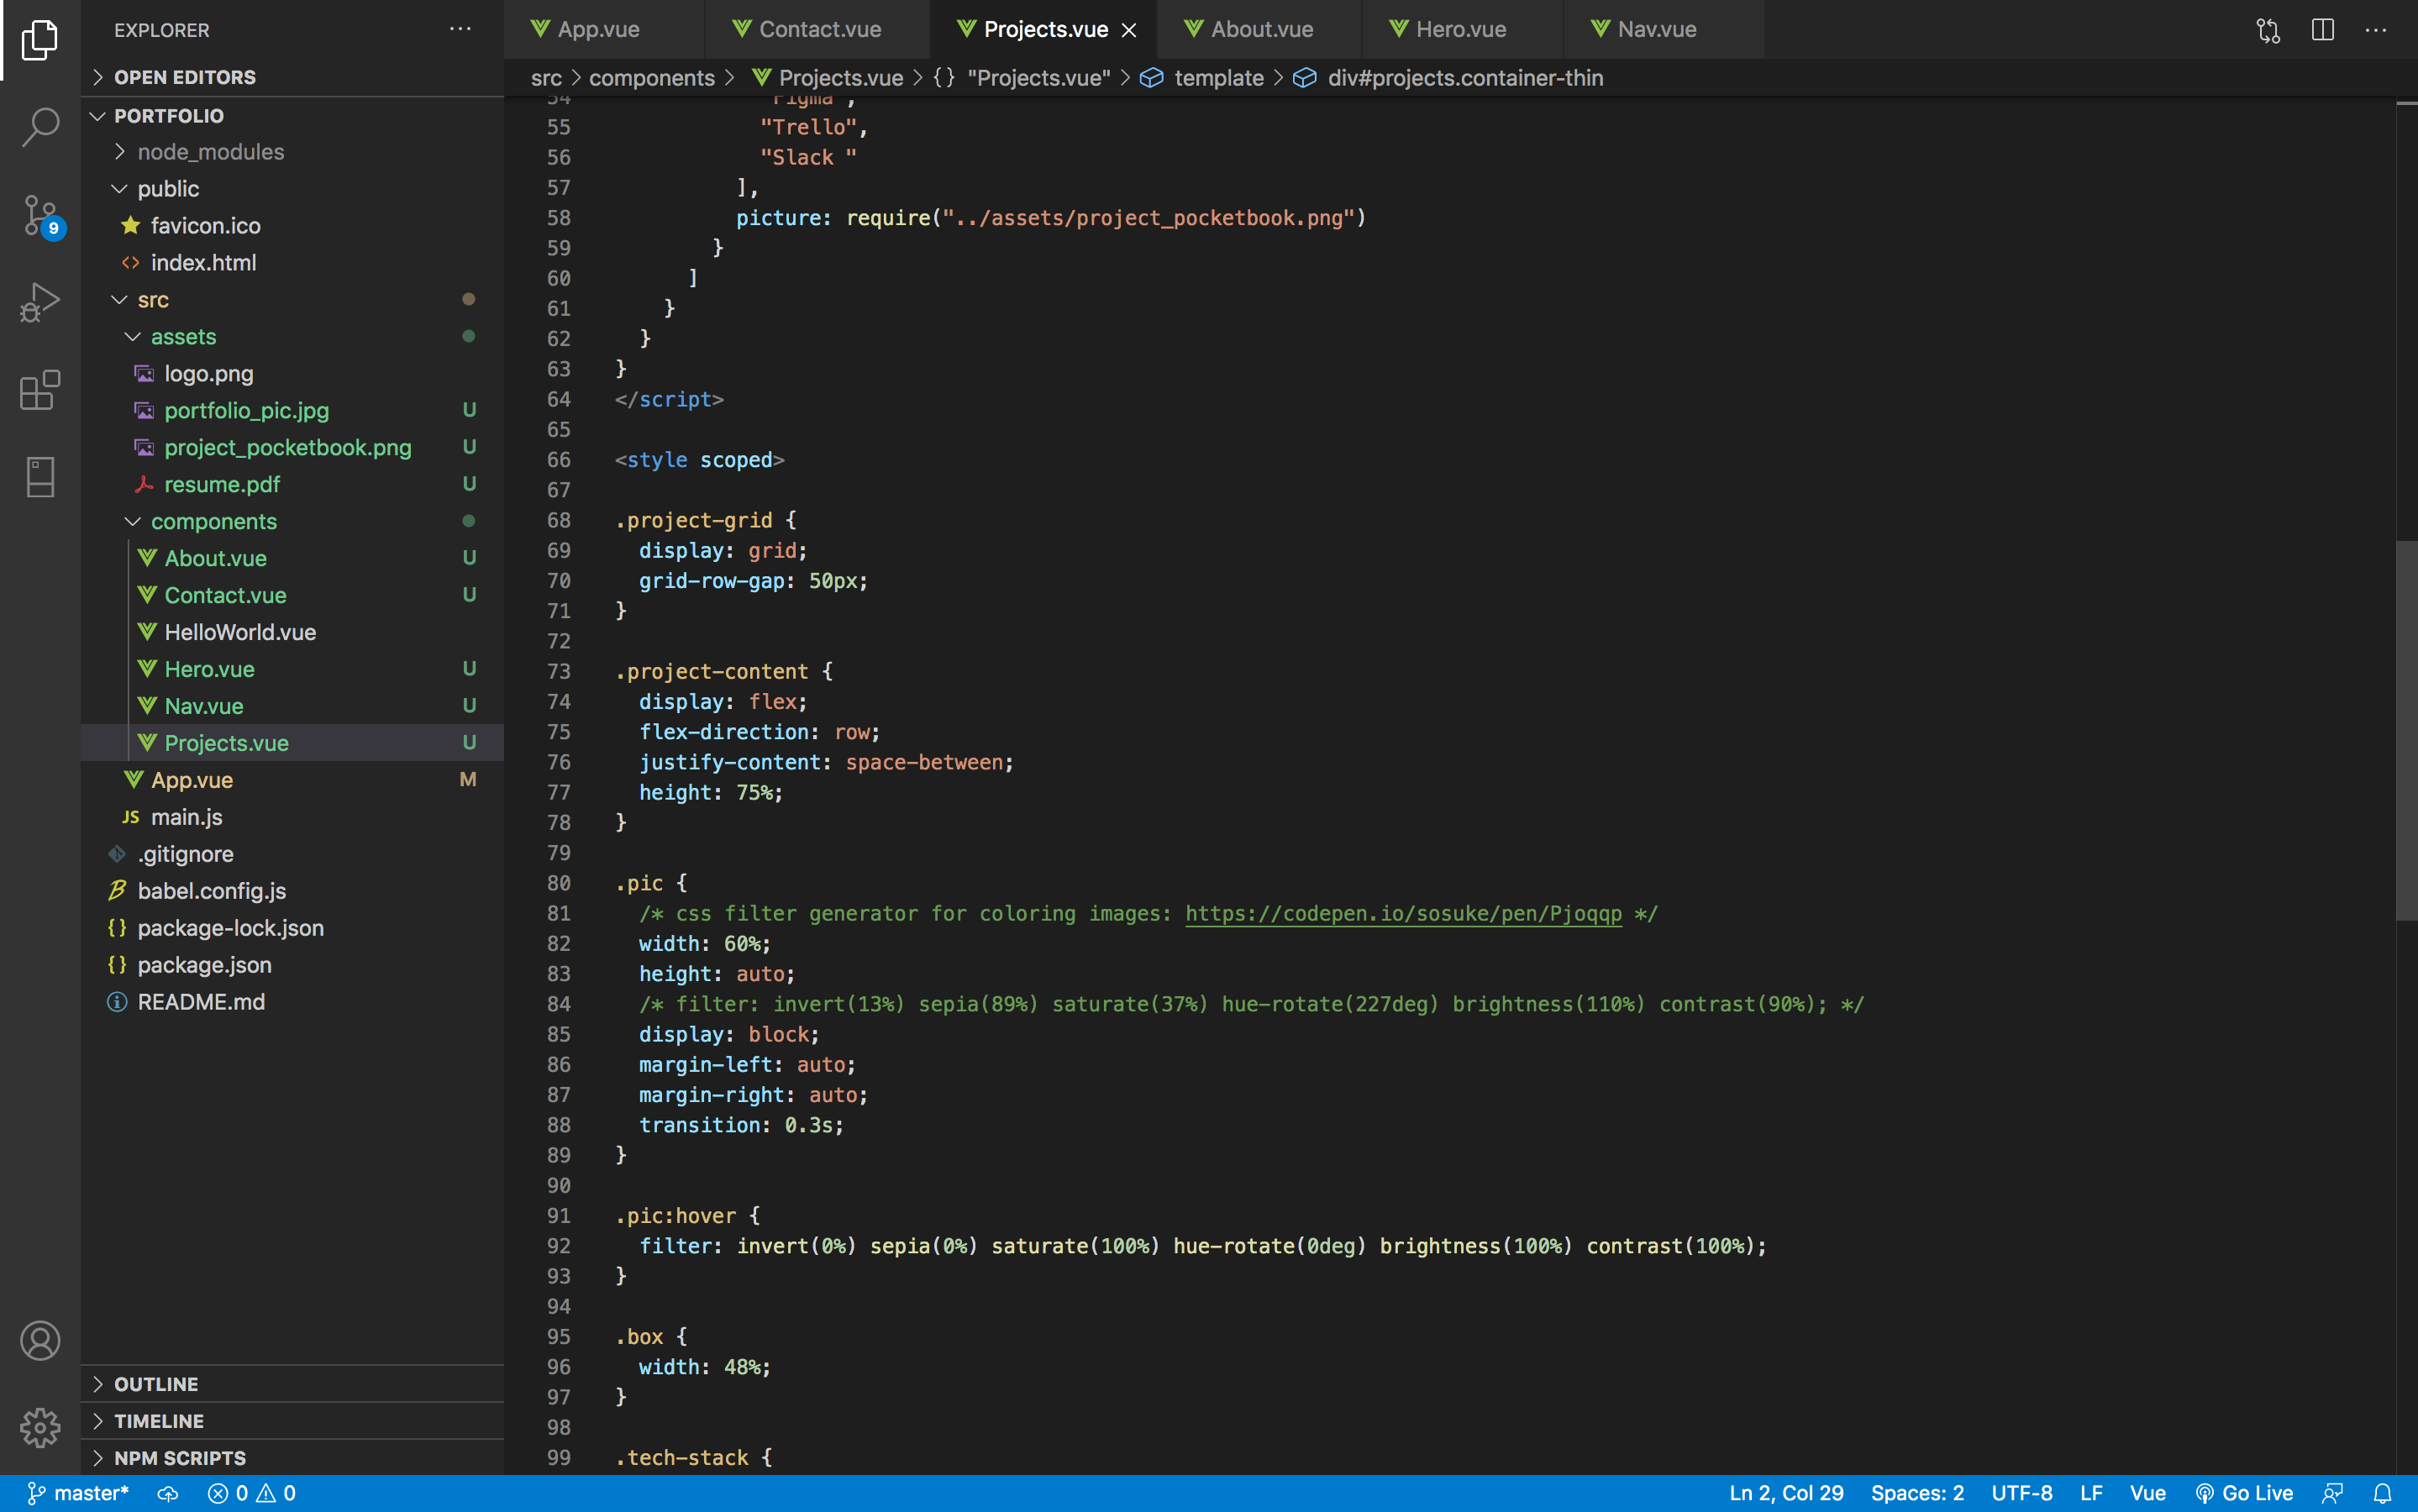 EXPLORER
OPEN EDITORS
PORTFOLIO
node_modules
public
favicon.ico
index.html
src
assets
logo.png
portfolio_pic.jpg U
project_pocketbook.png U
resume.pdf U
components
About.vue U
Contact.vue U
HelloWorld.vue
Hero.vue U
Nav.vue U
Projects.vue U
App.vue M
JS main.js
.gitignore
babel.config.js
{} package-lock.json
{} package.json
README.md
OUTLINE
TIMELINE
NPM SCRIPTS
9
App.vue Contact.vue Projects.vue About.vue Hero.vue Nav.vue
src > components > Projects.vue > {} "Projects.vue" > template > div#projects.container-thin
54 "Figma",
55 "Trello",
56 "Slack "
57 ],
58 picture: require("../assets/project_pocketbook.png")
59 }
60 ]
61 }
62 }
63 }
64 </script>
65
66 <style scoped>
67
68 .project-grid {
69 display: grid;
70 grid-row-gap: 50px;
71 }
72
73 .project-content {
74 display: flex;
75 flex-direction: row;
76 justify-content: space-between;
77 height: 75%;
78 }
79
80 .pic {
81 /* css filter generator for coloring images: https://codepen.io/sosuke/pen/Pjoqqp */
82 width: 60%;
83 height: auto;
84 /* filter: invert(13%) sepia(89%) saturate(37%) hue-rotate(227deg) brightness(110%) contrast(90%); */
85 display: block;
86 margin-left: auto;
87 margin-right: auto;
88 transition: 0.3s;
89 }
90
91 .pic:hover {
92 filter: invert(0%) sepia(0%) saturate(100%) hue-rotate(0deg) brightness(100%) contrast(100%);
93 }
94
95 .box {
96 width: 48%;
97 }
98
99 .tech-stack {
master* 0 0 Ln 2, Col 29 Spaces: 2 UTF-8 LF Vue Go Live